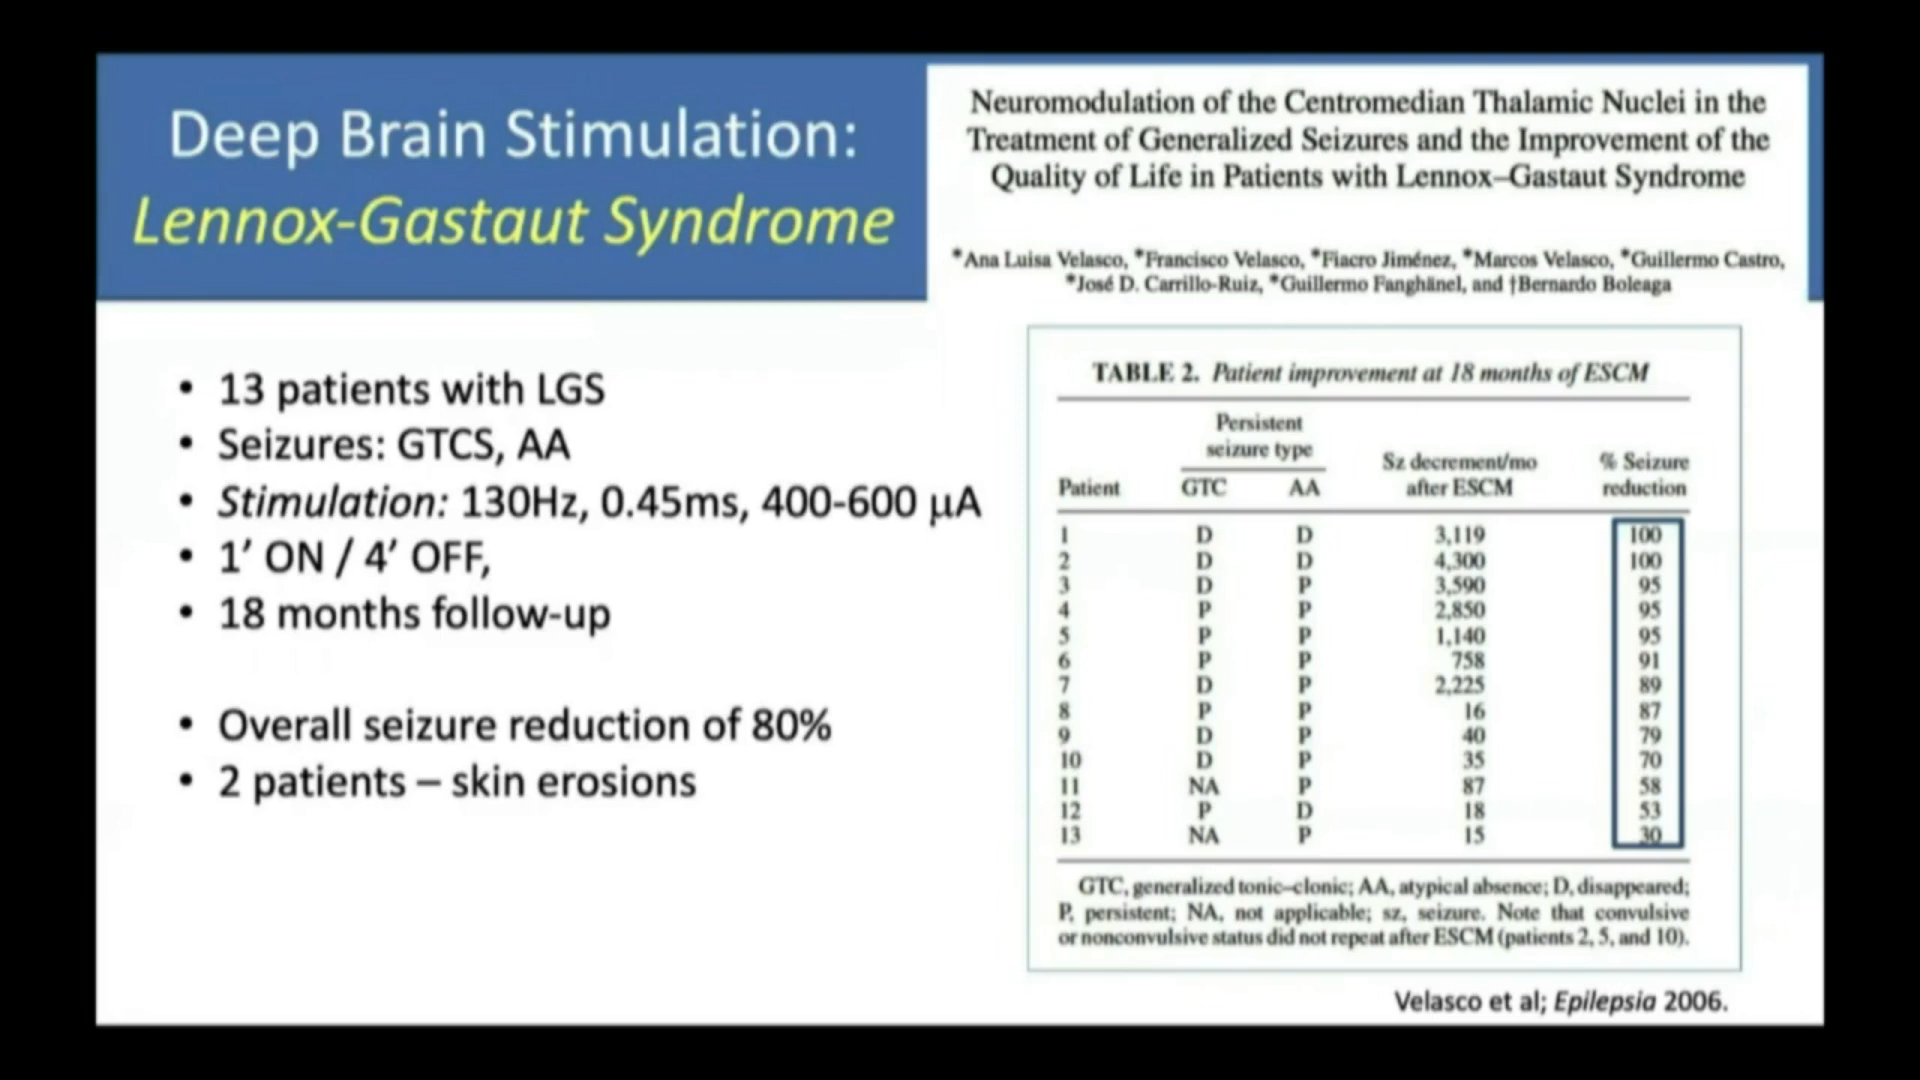 Deep Brain Stimulation:
Lennox-Gastaut Syndrome
Neuromodulation of the Centromedian Thalamic Nuclei in the
Treatment of Generalized Seizures and the Improvement of the
Quality of Life in Patients with Lennox–Gastaut Syndrome
*Ana Luisa Velasco, *Francisco Velasco, *Fiacro Jiménez, *Marcos Velasco, *Guillermo Castro,
*José D. Carrillo-Ruiz, *Guillermo Fanghänel, and †Bernardo Boleaga
• 13 patients with LGS
• Seizures: GTCS, AA
• Stimulation: 130Hz, 0.45ms, 400-600 µA
• 1’ ON / 4’ OFF,
• 18 months follow-up
• Overall seizure reduction of 80%
• 2 patients – skin erosions
TABLE 2. Patient improvement at 18 months of ESCM
Persistent
seizure type
Sz decrement/mo % Seizure
Patient GTC AA after ESCM reduction
1 D D 3,119 100
2 D D 4,300 100
3 D P 3,590 95
4 P P 2,850 95
5 P P 1,140 95
6 P P 758 91
7 D P 2,225 89
8 P P 16 87
9 D P 40 79
10 D P 35 70
11 NA P 87 58
12 P D 18 53
13 NA P 15 30
GTC, generalized tonic–clonic; AA, atypical absence; D, disappeared;
P, persistent; NA, not applicable; sz, seizure. Note that convulsive
or nonconvulsive status did not repeat after ESCM (patients 2, 5, and 10).
Velasco et al; Epilepsia 2006.